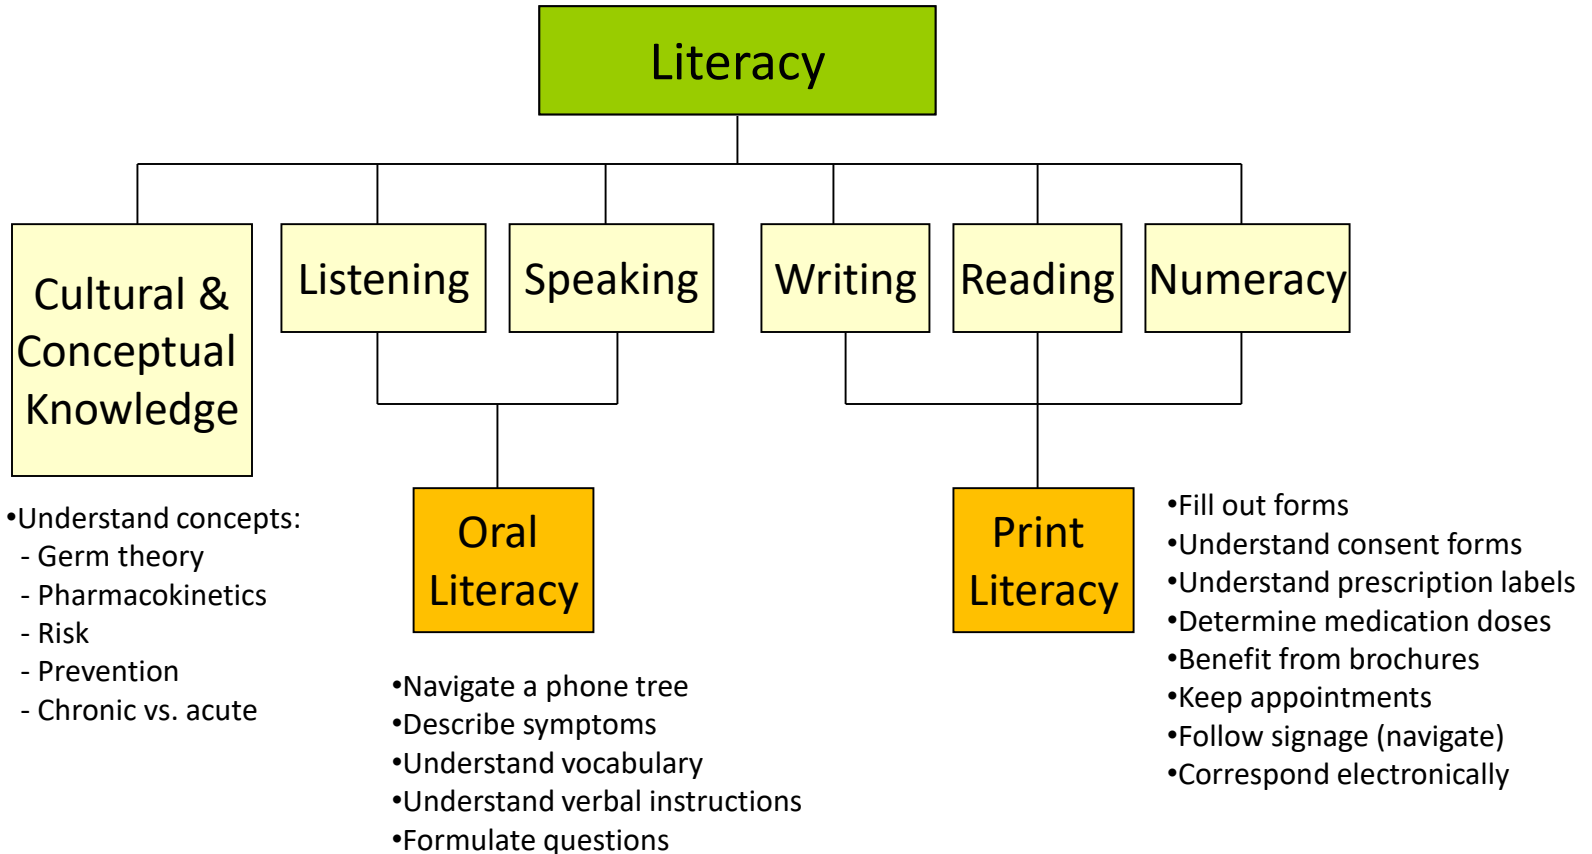 Literacy
Cultural &
Conceptual
Knowledge
Listening
Speaking
Writing
Reading
Numeracy
•Understand concepts:
- Germ theory
- Pharmacokinetics
- Risk
- Prevention
- Chronic vs. acute
Oral
Literacy
•Navigate a phone tree
•Describe symptoms
•Understand vocabulary
•Understand verbal instructions
•Formulate questions
Print
Literacy
•Fill out forms
•Understand consent forms
•Understand prescription labels
•Determine medication doses
•Benefit from brochures
•Keep appointments
•Follow signage (navigate)
•Correspond electronically